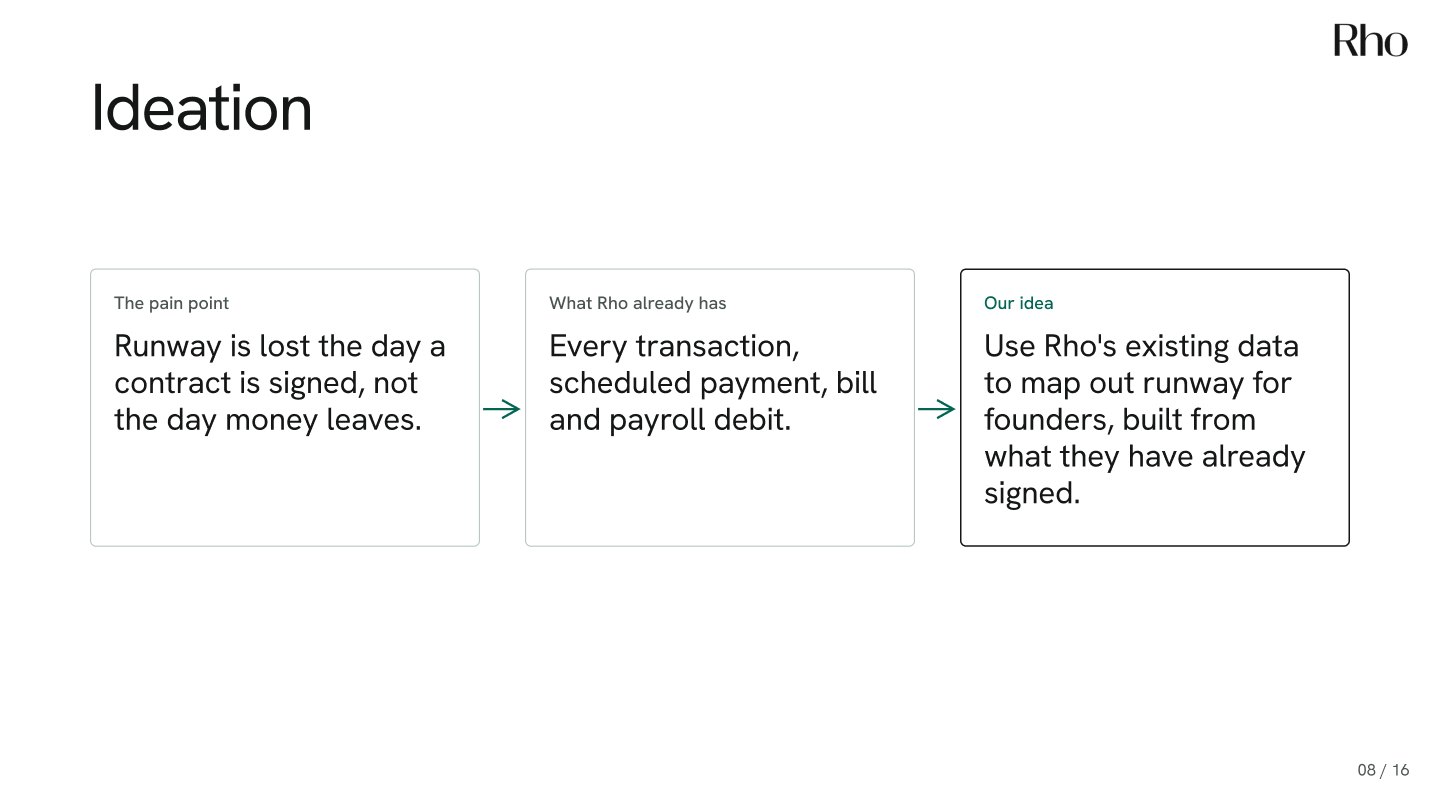 Rho
Ideation
The pain point
Runway is lost the day a
contract is signed, not
the day money leaves.
What Rho already has
Every transaction,
scheduled payment, bill
and payroll debit.
Our idea
Use Rho's existing data
to map out runway for
founders, built from
what they have already
signed.
08 / 16